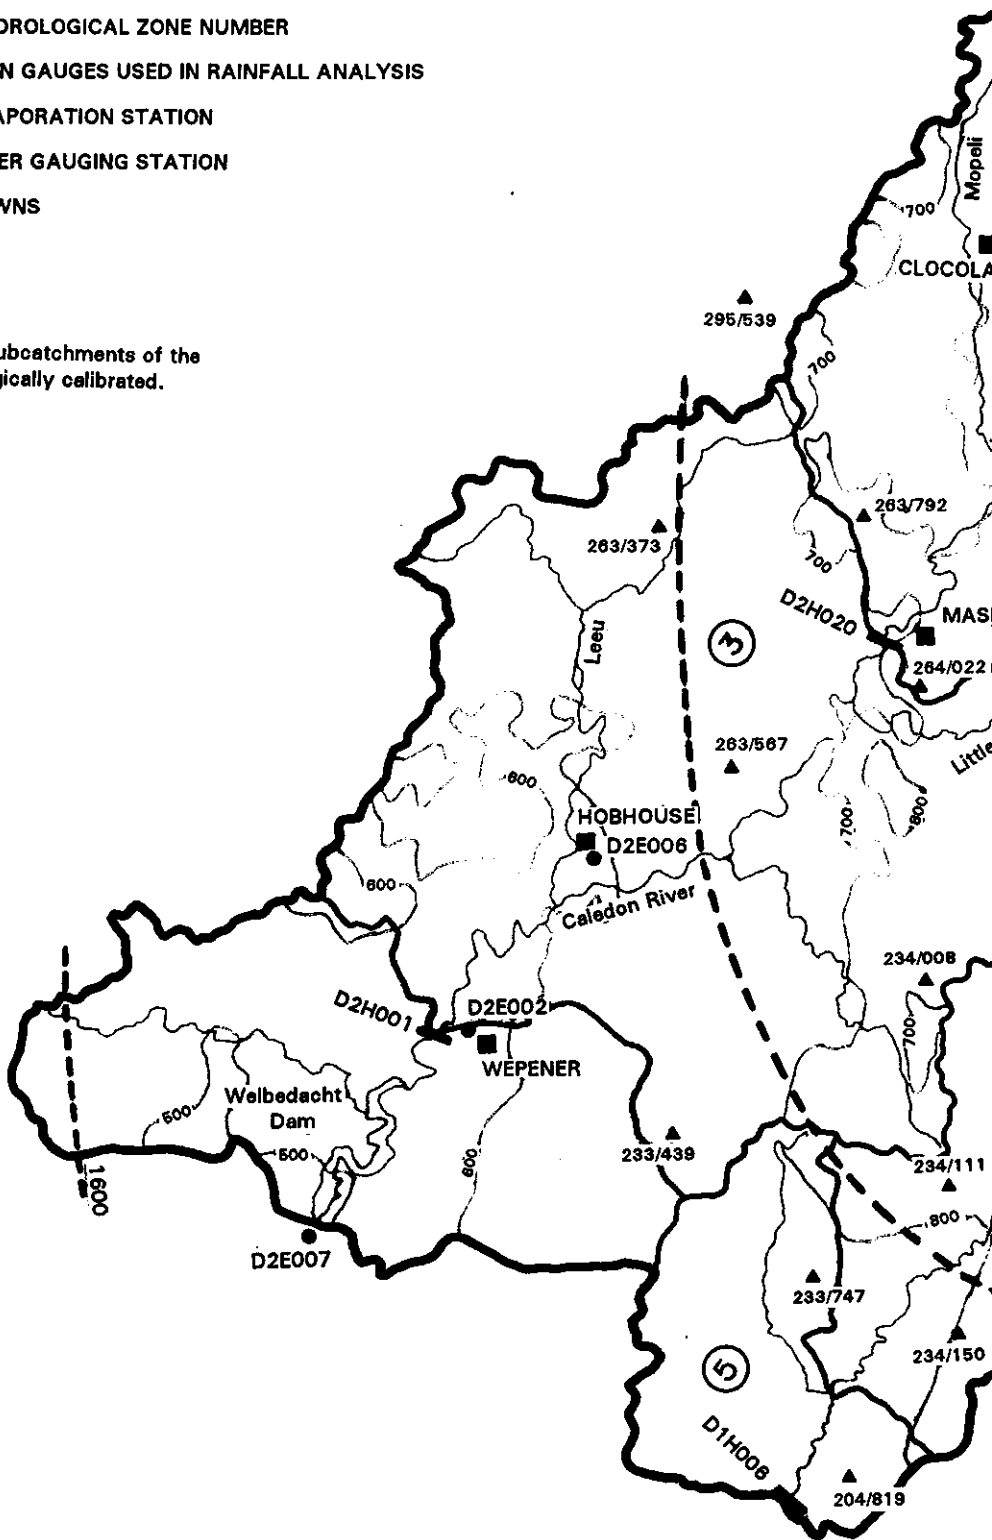 DROLOGICAL ZONE NUMBER
N GAUGES USED IN RAINFALL ANALYSIS
APORATION STATION
ER GAUGING STATION
WNS
Mopeli
700
CLOCOLA
295/539
ubcatchments of the
gically calibrated.
700
263/792
263/373
700
D2H020
MAS
Leeu
3
264/022
263/567
Little
600
700
800
HOBHOUSE
D2E006
600
Caledon River
234/008
D2H001
D2E002
700
WEPENER
Welbedacht
Dam
500
500
600
233/439
234/111
1600
800
D2E007
233/747
234/150
5
D1H006
204/819